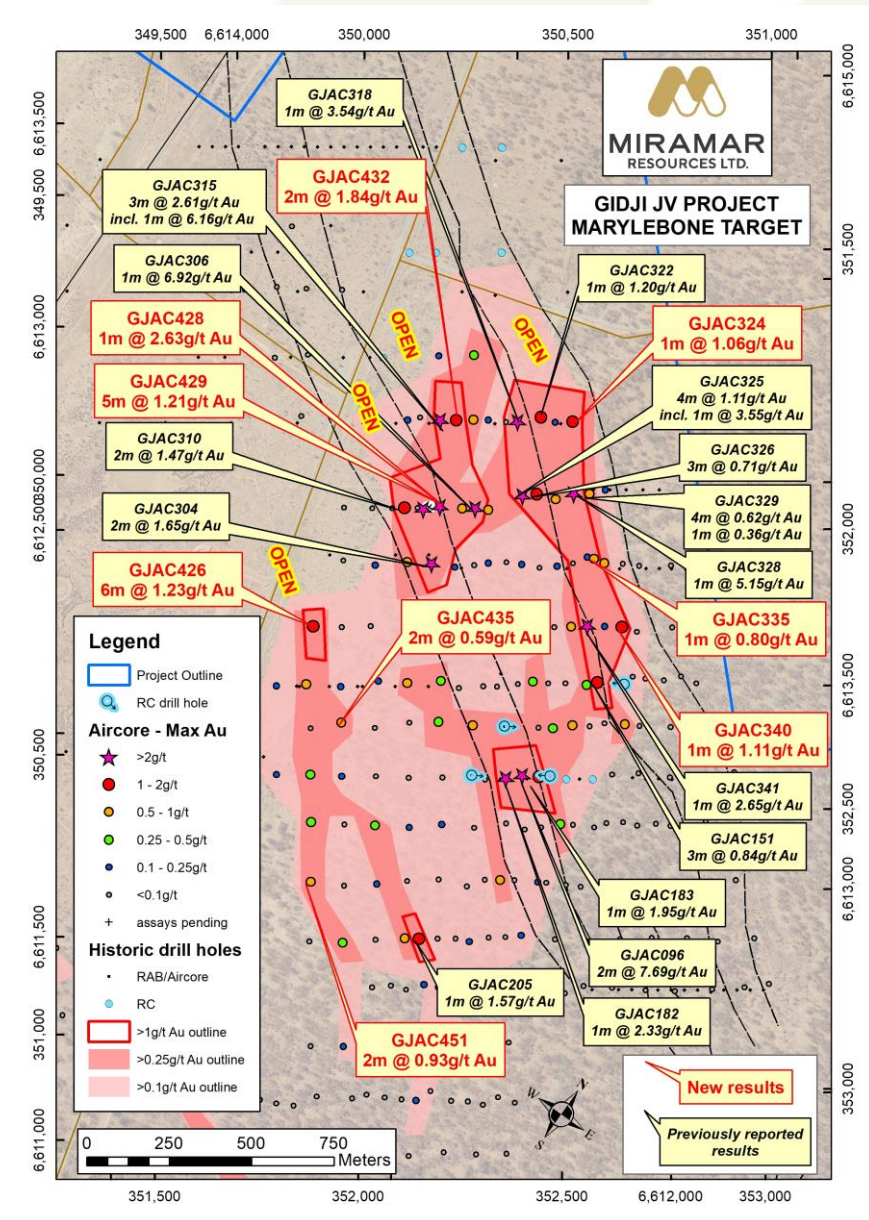 349,500
6,614,000
350,000
350,500
351,000
6,615,000
6,613,500
349,500
6,613,000
350,000
6,612,500
350,500
6,611,500
351,000
6,611,000
351,500
352,000
6,613,500
352,500
6,613,000
353,000
351,500
352,000
352,500
6,612,000
353,000
MIRAMAR
RESOURCES LTD.
GIDJI JV PROJECT
MARYLEBONE TARGET
GJAC318
1m @ 3.54g/t Au
GJAC432
2m @ 1.84g/t Au
GJAC315
3m @ 2.61g/t Au
incl. 1m @ 6.16g/t Au
GJAC306
1m @ 6.92g/t Au
GJAC428
1m @ 2.63g/t Au
GJAC429
5m @ 1.21g/t Au
GJAC310
2m @ 1.47g/t Au
GJAC304
2m @ 1.65g/t Au
GJAC426
6m @ 1.23g/t Au
OPEN
OPEN
OPEN
OPEN
GJAC322
1m @ 1.20g/t Au
GJAC324
1m @ 1.06g/t Au
GJAC325
4m @ 1.11g/t Au
incl. 1m @ 3.55g/t Au
GJAC326
3m @ 0.71g/t Au
GJAC329
4m @ 0.62g/t Au
1m @ 0.36g/t Au
GJAC328
1m @ 5.15g/t Au
GJAC335
1m @ 0.80g/t Au
GJAC435
2m @ 0.59g/t Au
GJAC340
1m @ 1.11g/t Au
GJAC341
1m @ 2.65g/t Au
GJAC151
3m @ 0.84g/t Au
GJAC183
1m @ 1.95g/t Au
GJAC096
2m @ 7.69g/t Au
GJAC182
1m @ 2.33g/t Au
GJAC205
1m @ 1.57g/t Au
GJAC451
2m @ 0.93g/t Au
Legend
Project Outline
RC drill hole
Aircore - Max Au
>2g/t
1 - 2g/t
0.5 - 1g/t
0.25 - 0.5g/t
0.1 - 0.25g/t
<0.1g/t
assays pending
Historic drill holes
RAB/Aircore
RC
>1g/t Au outline
>0.25g/t Au outline
>0.1g/t Au outline
0 250 500 750
Meters
N
W
E
S
New results
Previously reported
results